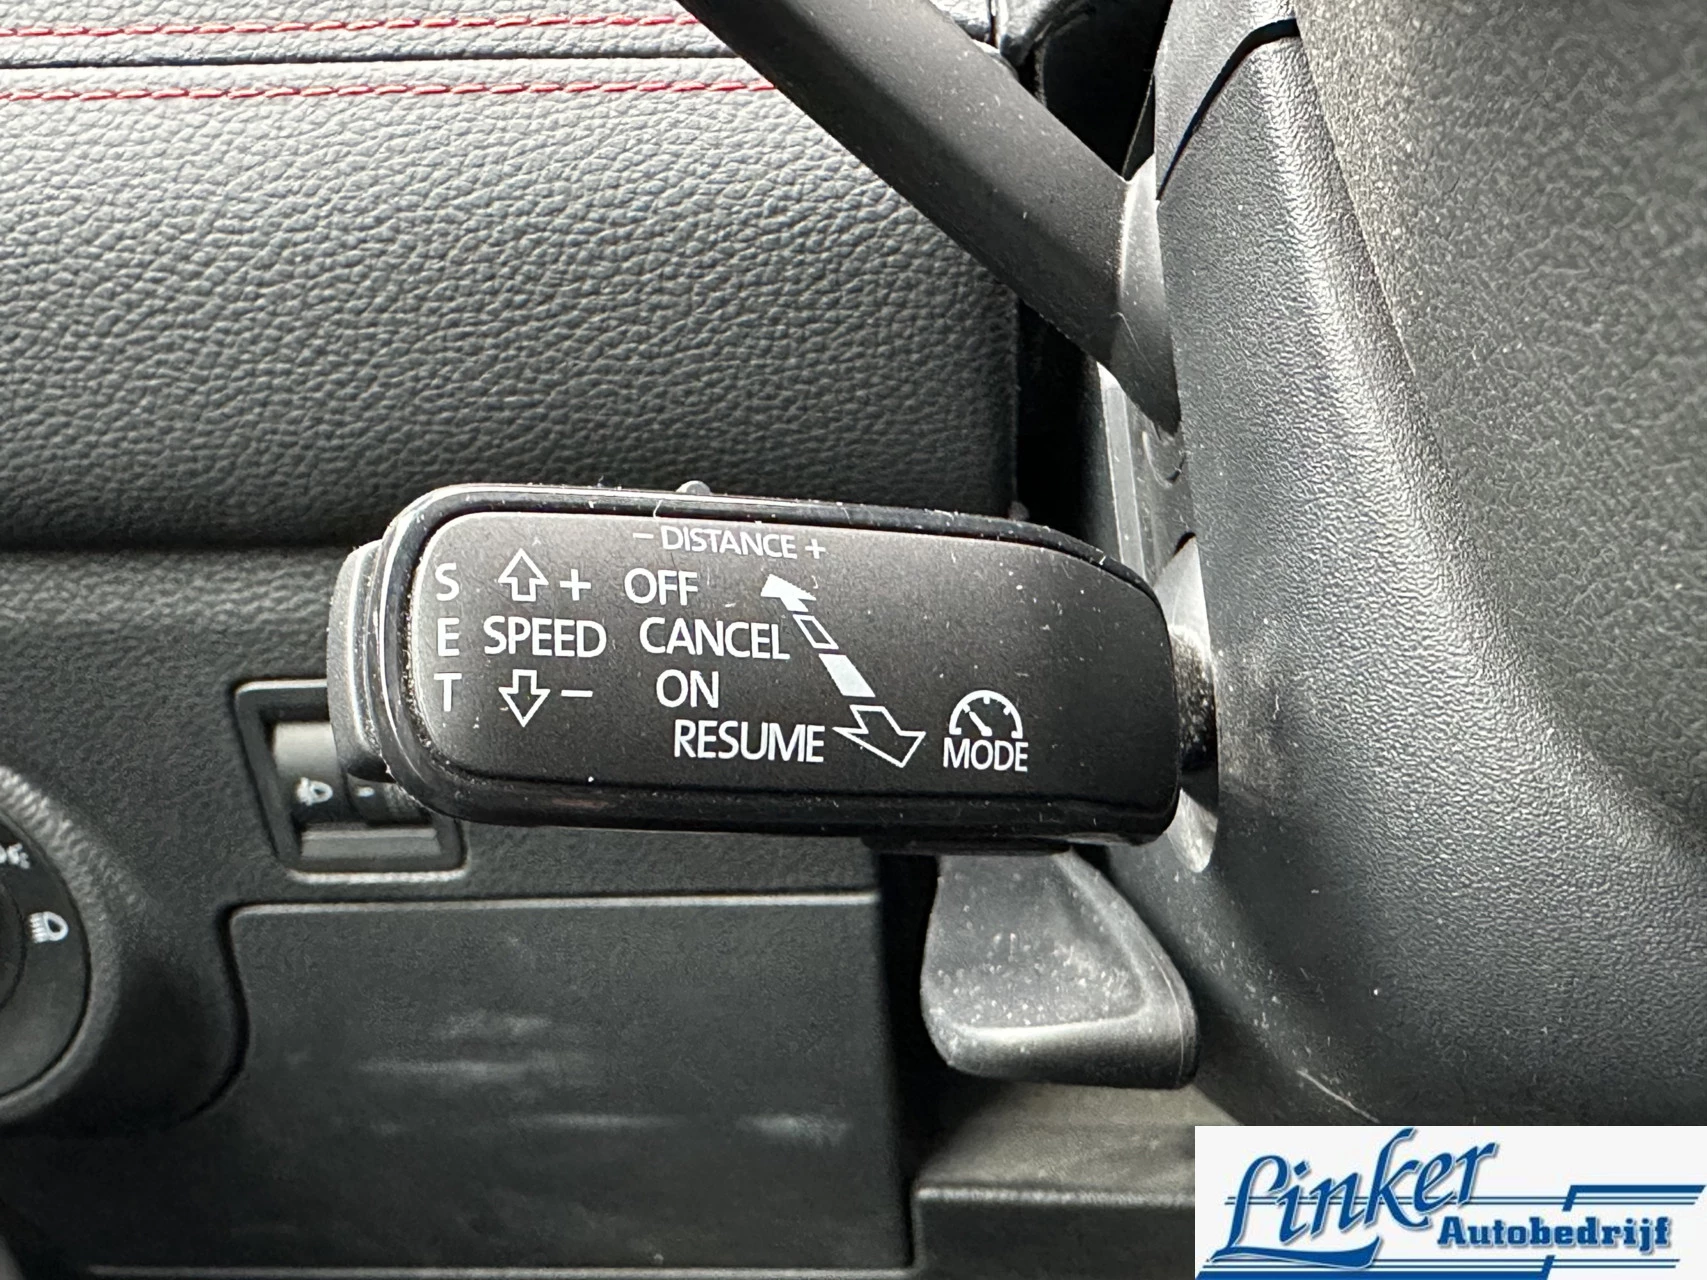 - DISTANCE +
S + OFF
E SPEED CANCEL
T - ON
RESUME MODE
Linker
Autobedrijf